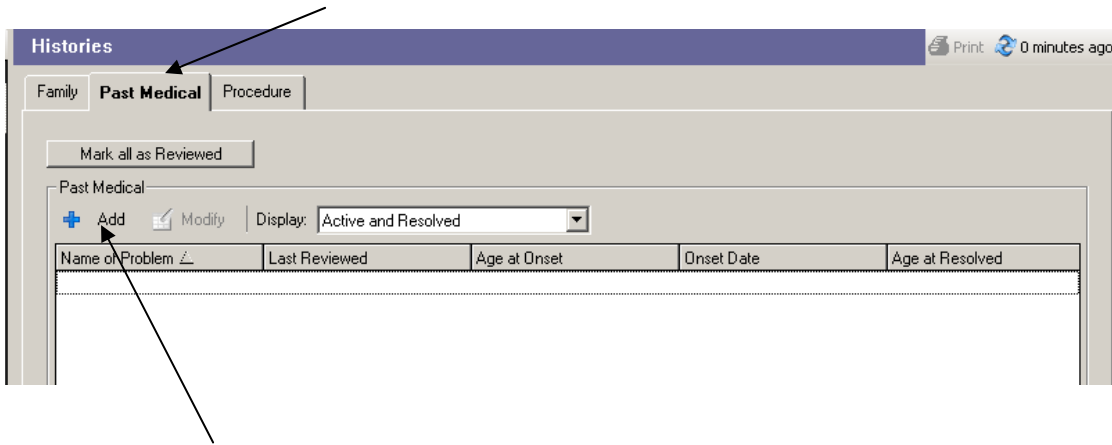 Histories Print 0 minutes ago
Family Past Medical Procedure
Mark all as Reviewed
Past Medical
Add Modify Display: Active and Resolved
Name of Problem Last Reviewed Age at Onset Onset Date Age at Resolved